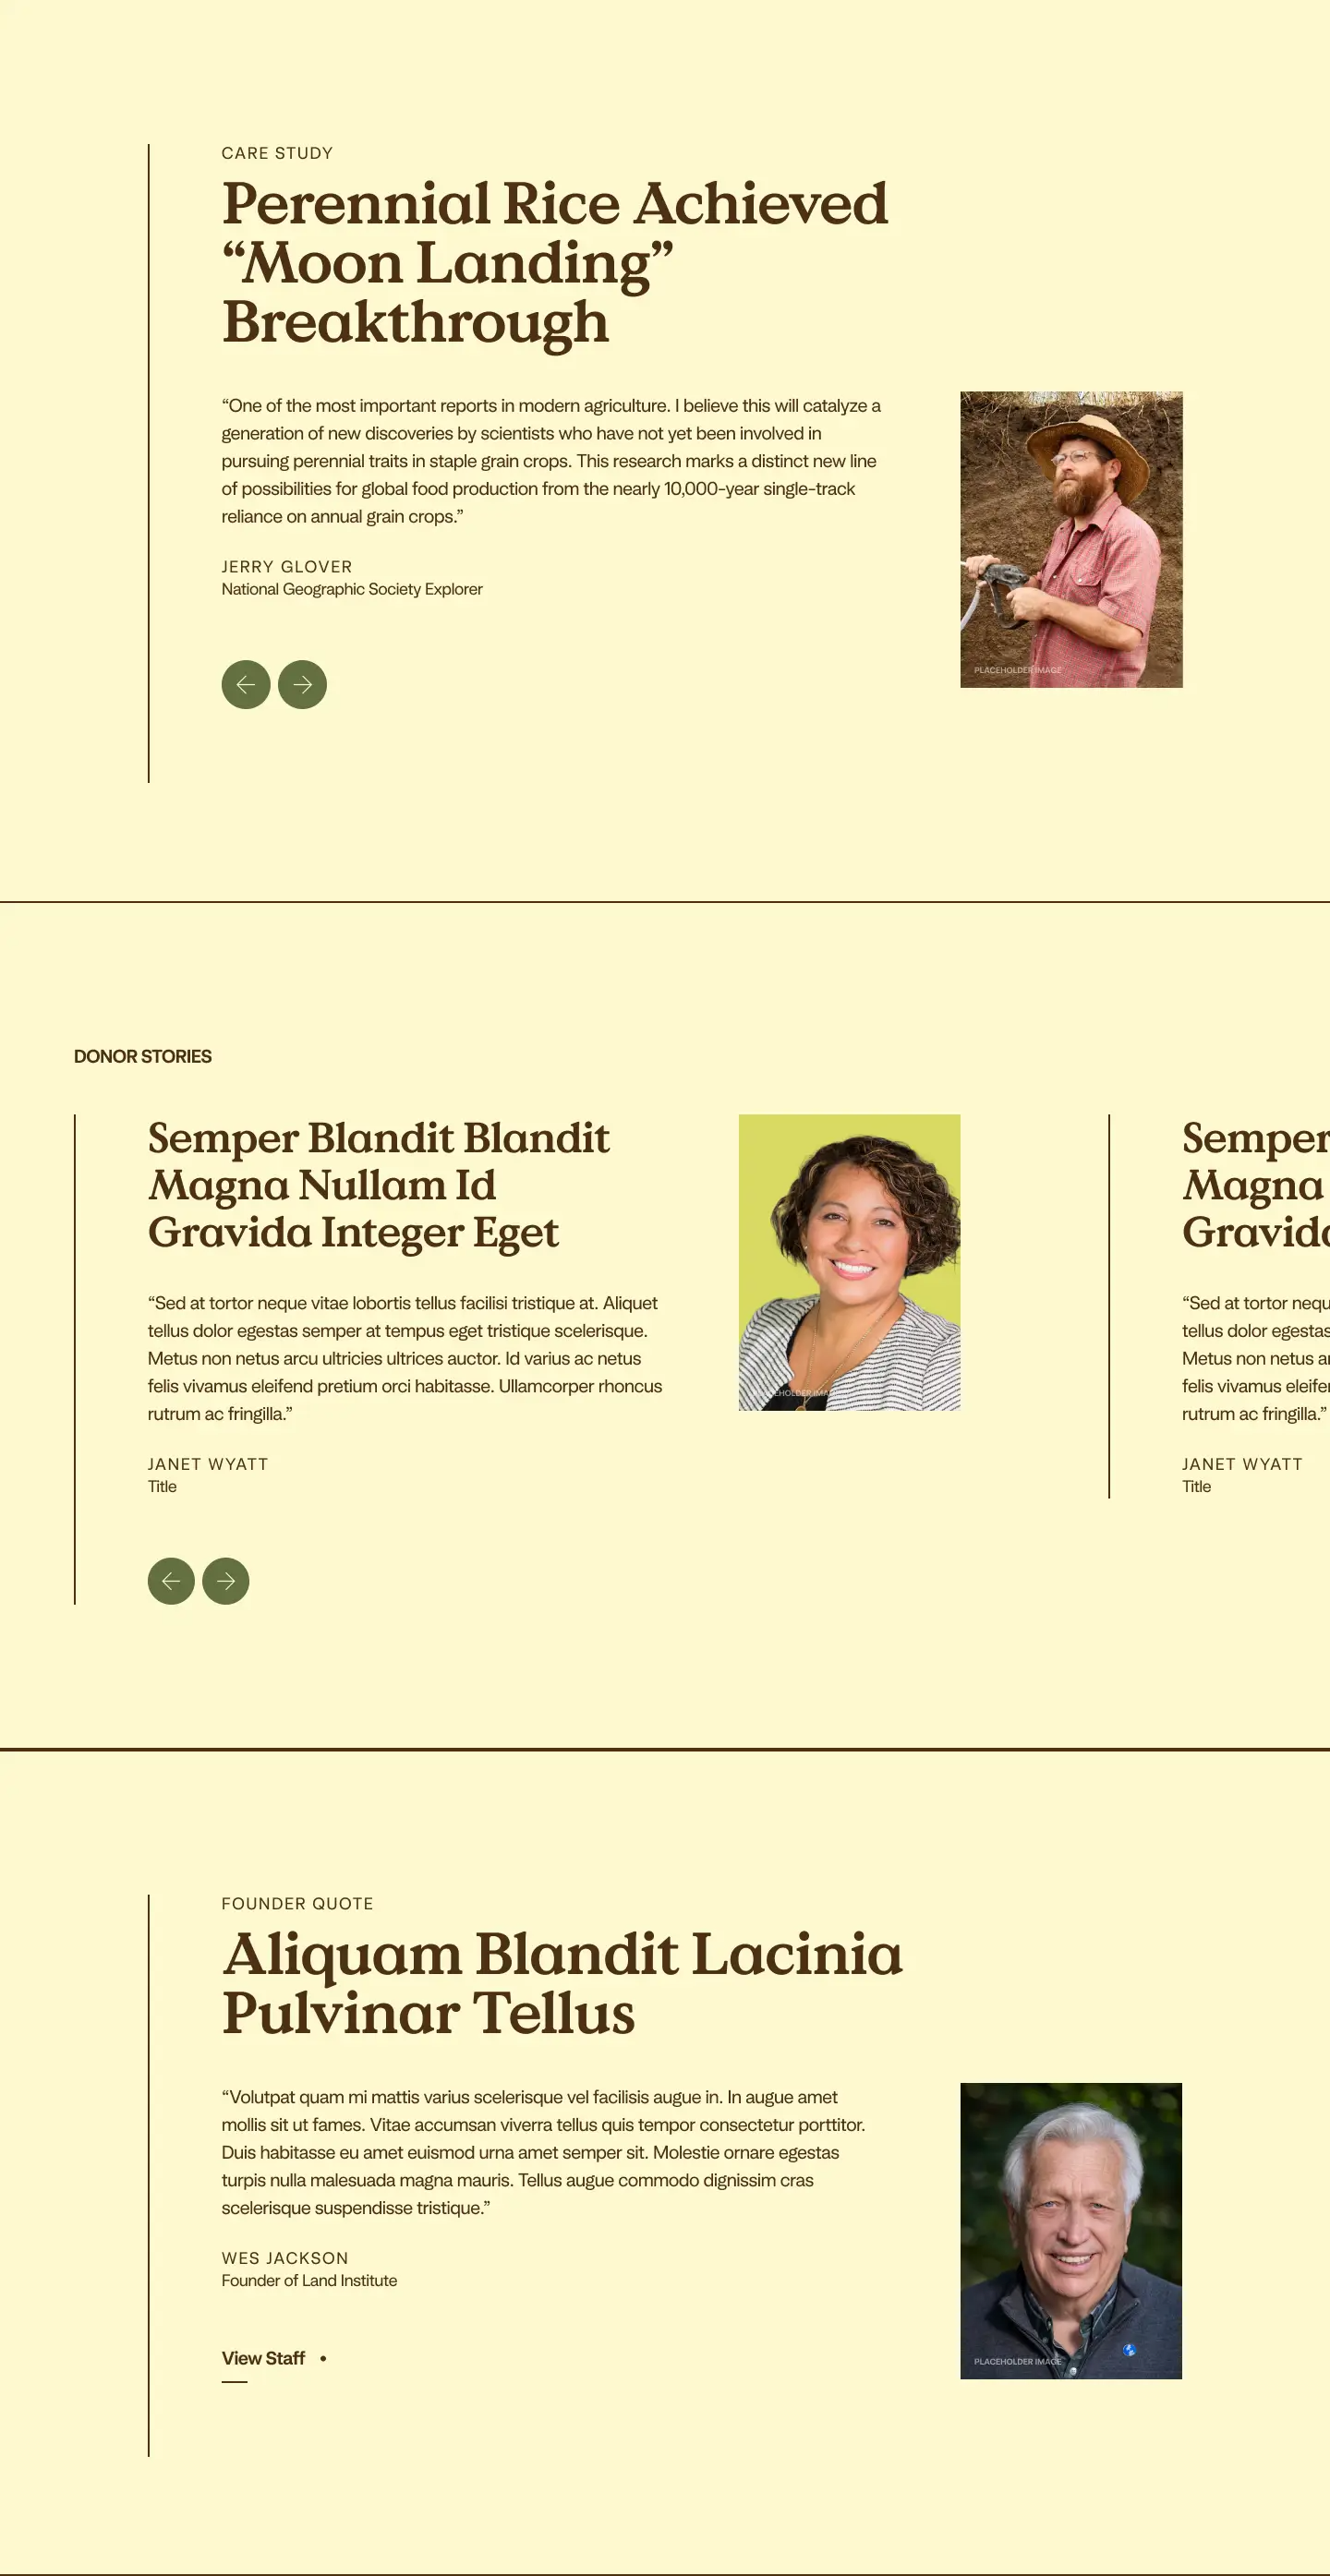 CARE STUDY
Perennial Rice Achieved
“Moon Landing”
Breakthrough
“One of the most important reports in modern agriculture. I believe this will catalyze a
generation of new discoveries by scientists who have not yet been involved in
pursuing perennial traits in staple grain crops. This research marks a distinct new line
of possibilities for global food production from the nearly 10,000-year single-track
reliance on annual grain crops.”
JERRY GLOVER
National Geographic Society Explorer
PLACEHOLDER IMAGE
DONOR STORIES
Semper Blandit Blandit
Magna Nullam Id
Gravida Integer Eget
“Sed at tortor neque vitae lobortis tellus facilisi tristique at. Aliquet
tellus dolor egestas semper at tempus eget tristique scelerisque.
Metus non netus arcu ultricies ultrices auctor. Id varius ac netus
felis vivamus eleifend pretium orci habitasse. Ullamcorper rhoncus
rutrum ac fringilla.”
JANET WYATT
Title
PLACEHOLDER IMAGE
Semper
Magna
Gravida
“Sed at tortor nequ
tellus dolor egestas
Metus non netus a
felis vivamus eleife
rutrum ac fringilla.”
JANET WYATT
Title
FOUNDER QUOTE
Aliquam Blandit Lacinia
Pulvinar Tellus
“Volutpat quam mi mattis varius scelerisque vel facilisis augue in. In augue amet
mollis sit ut fames. Vitae accumsan viverra tellus quis tempor consectetur porttitor.
Duis habitasse eu amet euismod urna amet semper sit. Molestie ornare egestas
turpis nulla malesuada magna mauris. Tellus augue commodo dignissim cras
scelerisque suspendisse tristique.”
WES JACKSON
Founder of Land Institute
View Staff •
PLACEHOLDER IMAGE